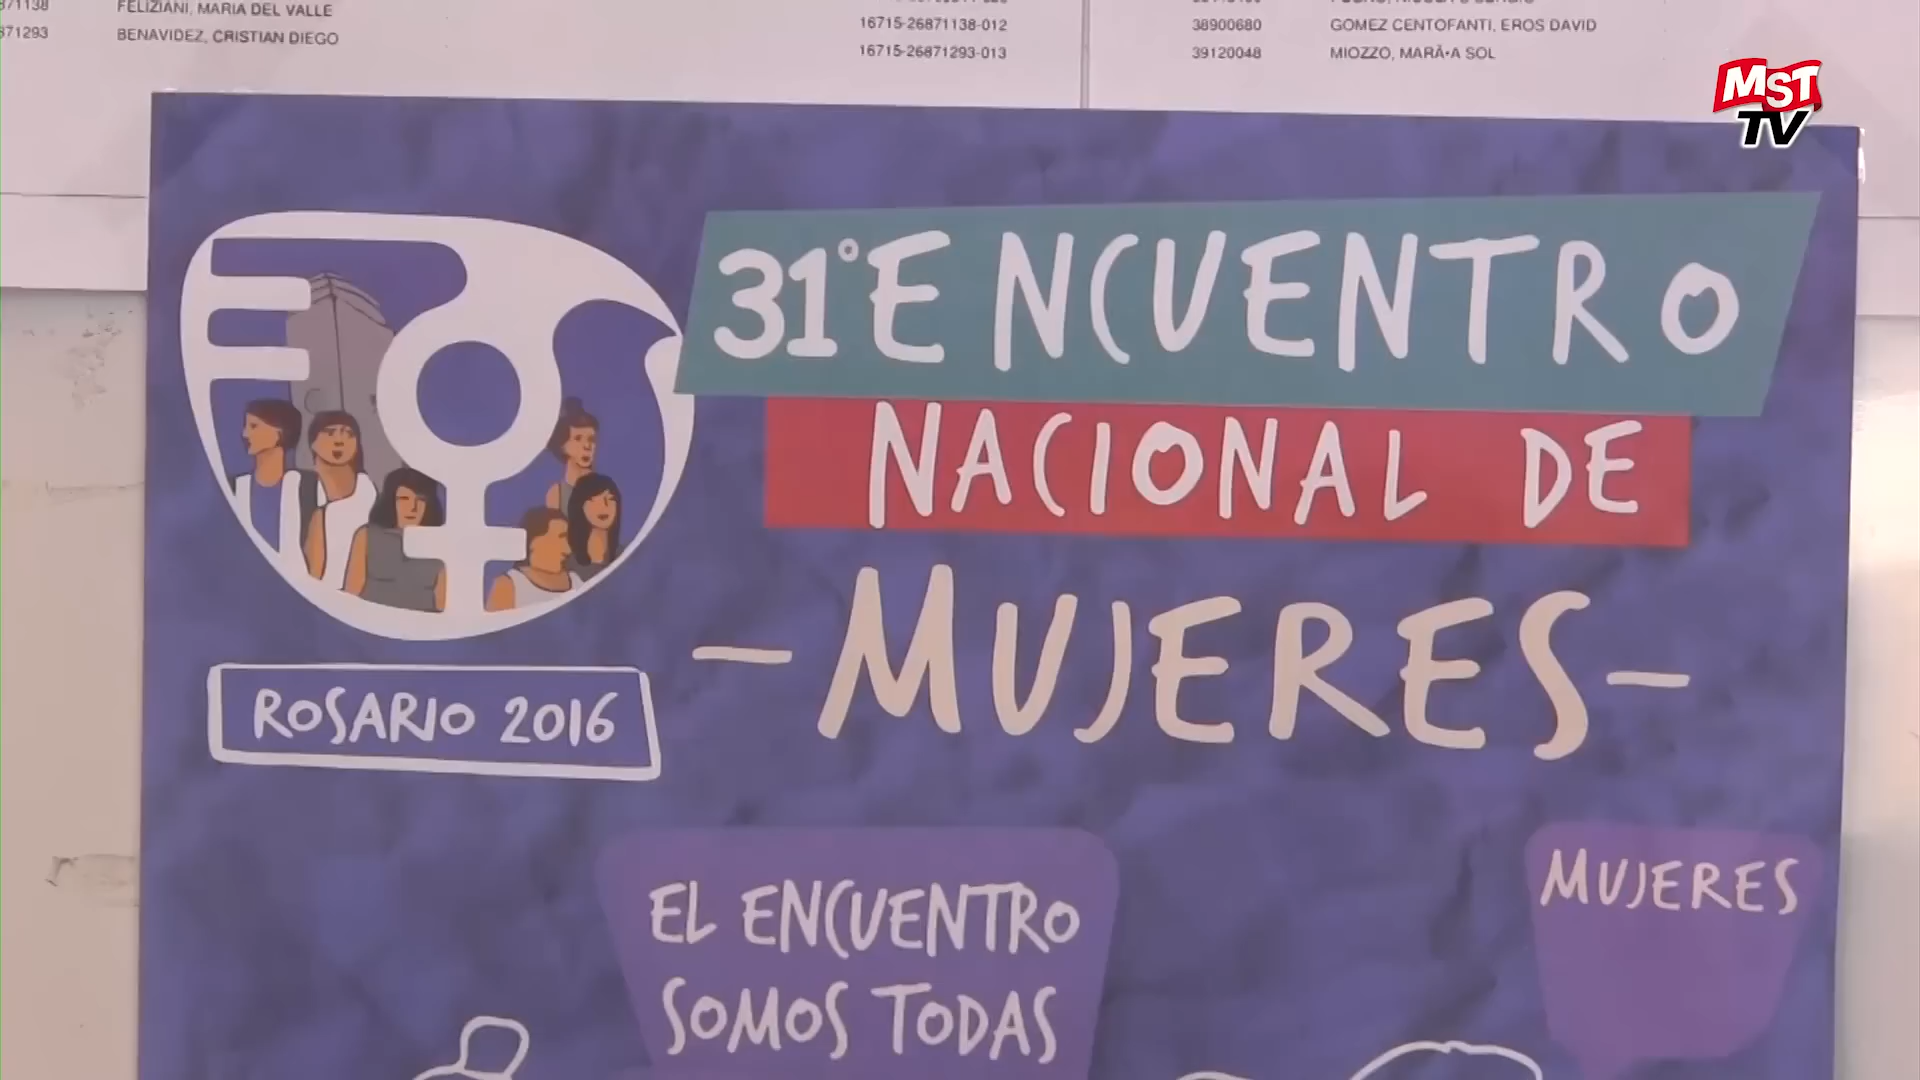 FELIZIANI, MARIA DEL VALLE
BENAVIDEZ, CRISTIAN DIEGO
16715-26871138-012
16715-26871293-013
38900680 GOMEZ CENTOFANTI, EROS DAVID
39120048 MIOZZO, MARÃ•A SOL
MST
TV
31° ENCUENTRO
NACIONAL DE
-MUJERES-
ROSARIO 2016
EL ENCUENTRO
SOMOS TODAS
MUJERES